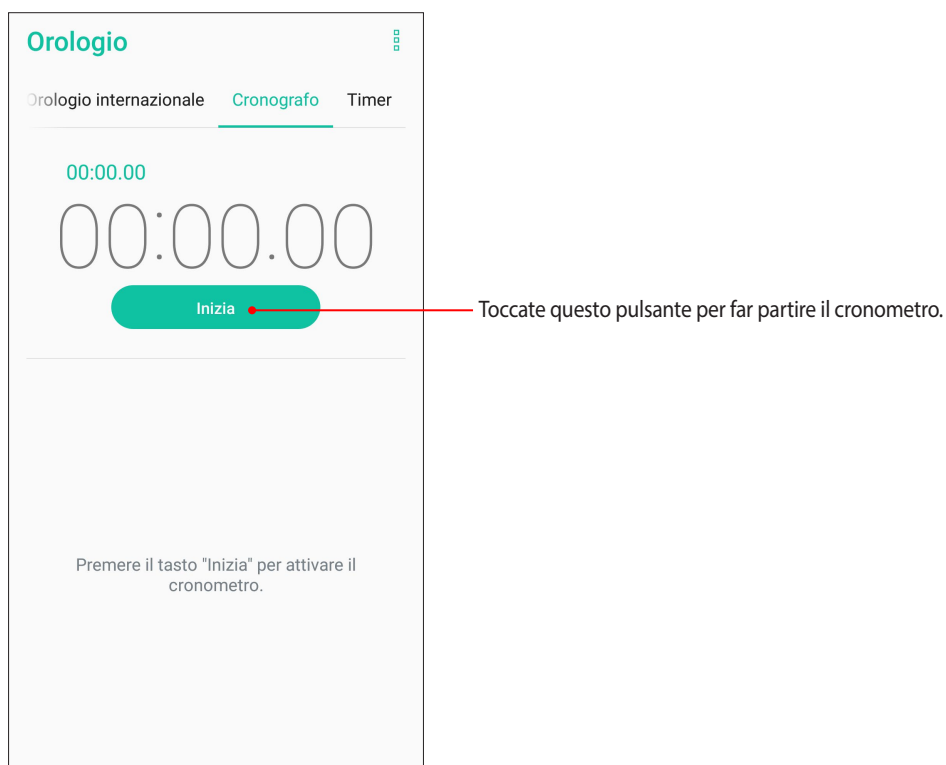 Orologio
Orologio internazionale Cronografo Timer
00:00.00
00:00.00
Inizia
Toccate questo pulsante per far partire il cronometro.
Premere il tasto "Inizia" per attivare il
cronometro.